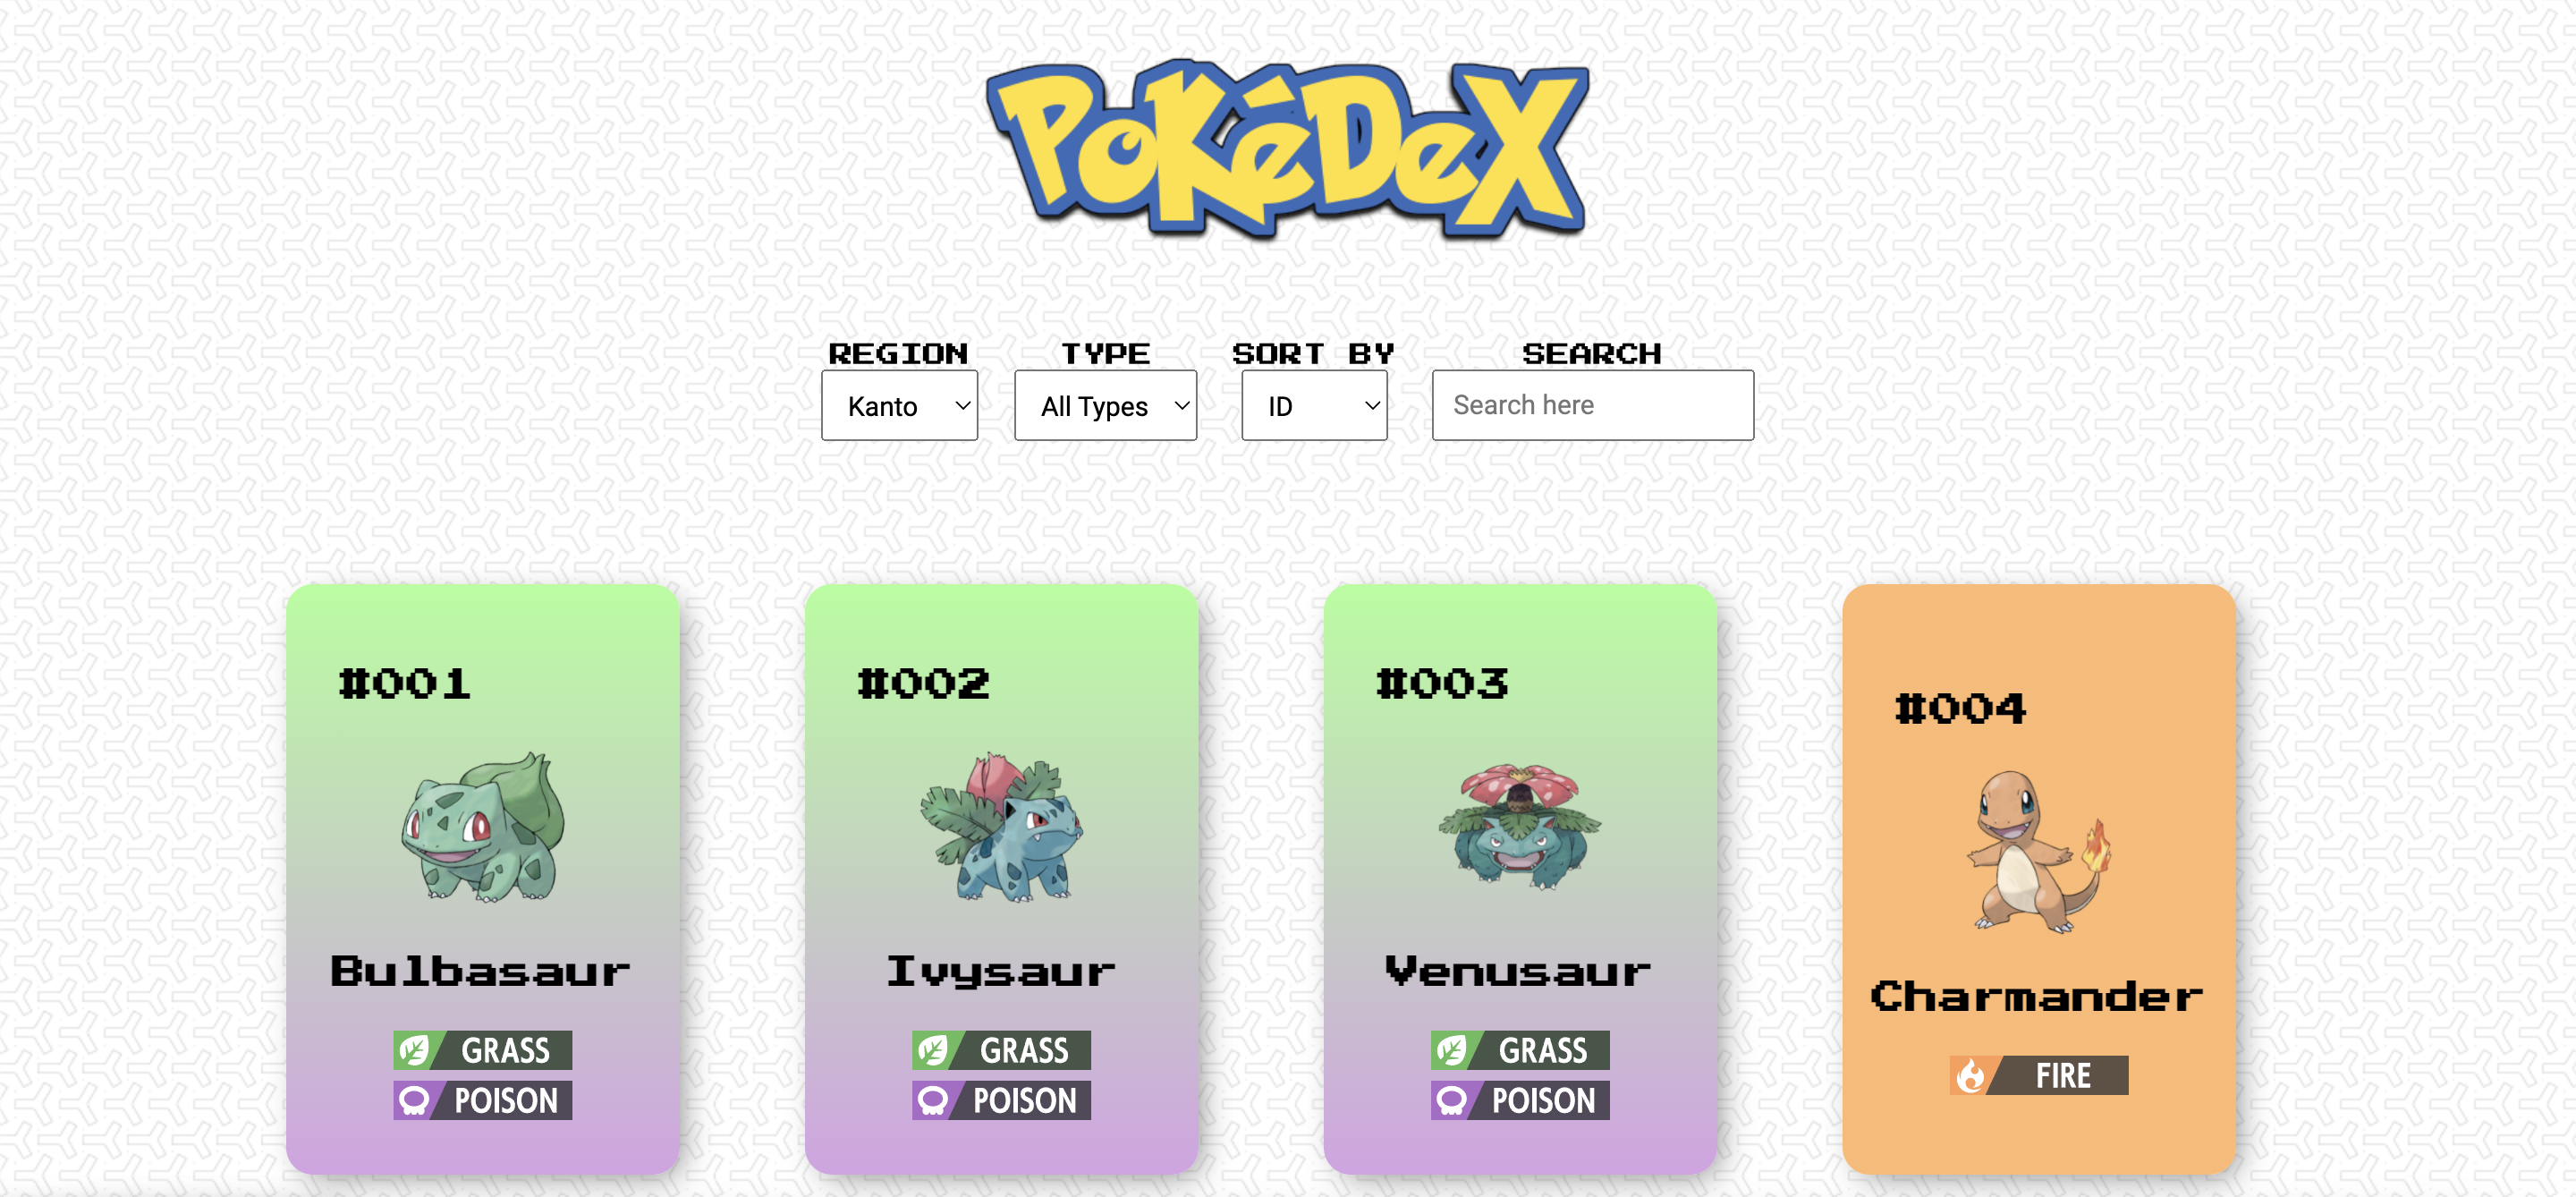 PoKéDeX
REGION TYPE SORT BY SEARCH
Kanto All Types ID Search here
#001 #002 #003 #004
Bulbasaur Ivysaur Venusaur Charmander
GRASS GRASS GRASS FIRE
POISON POISON POISON